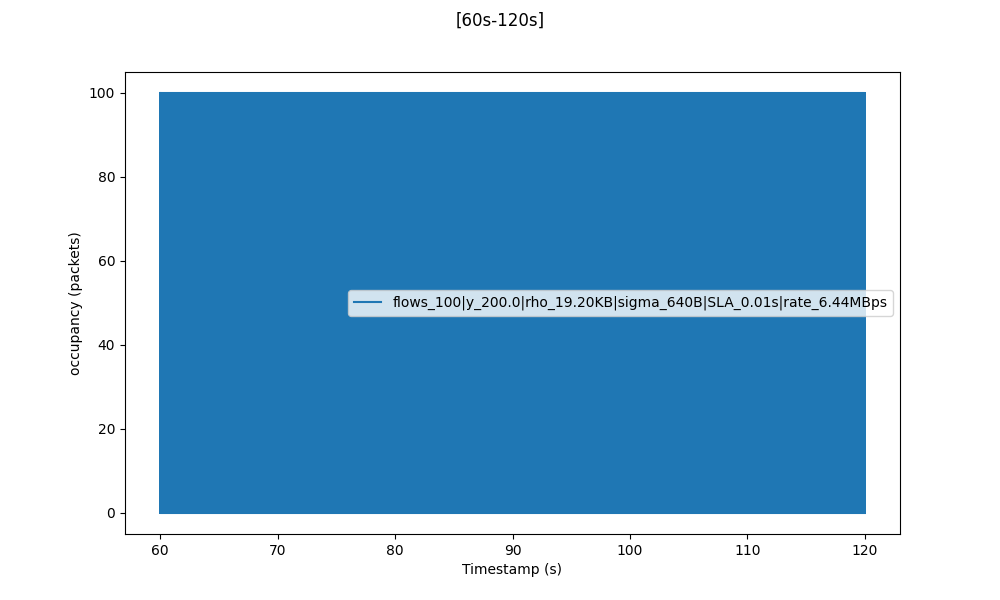 [60s-120s]
100
80
60
40
20
0
occupancy (packets)
flows_100|y_200.0|rho_19.20KB|sigma_640B|SLA_0.01s|rate_6.44MBps
60 70 80 90 100 110 120
Timestamp (s)